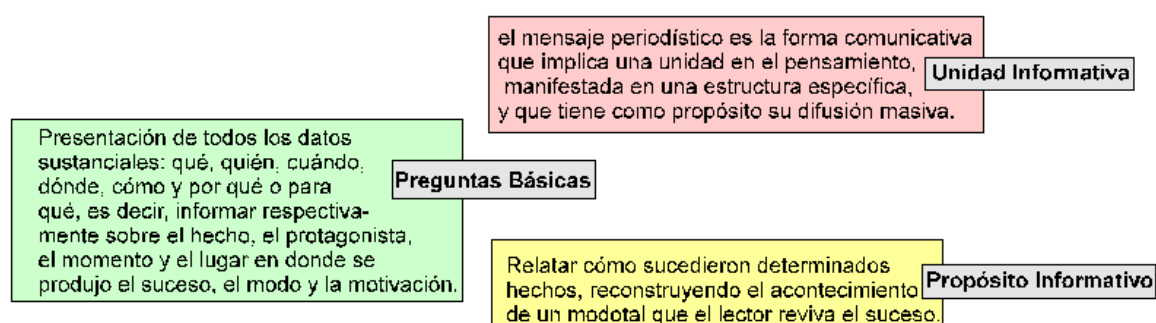 el mensaje periodístico es la forma comunicativa
que implica una unidad en el pensamiento,
manifestada en una estructura específica,
y que tiene como propósito su difusión masiva.
Unidad Informativa
Presentación de todos los datos
sustanciales: qué, quién, cuándo,
dónde, cómo y por qué o para
qué, es decir, informar respectiva-
mente sobre el hecho, el protagonista,
el momento y el lugar en donde se
produjo el suceso, el modo y la motivación.
Preguntas Básicas
Relatar cómo sucedieron determinados
hechos, reconstruyendo el acontecimiento
de un modotal que el lector reviva el suceso.
Propósito Informativo